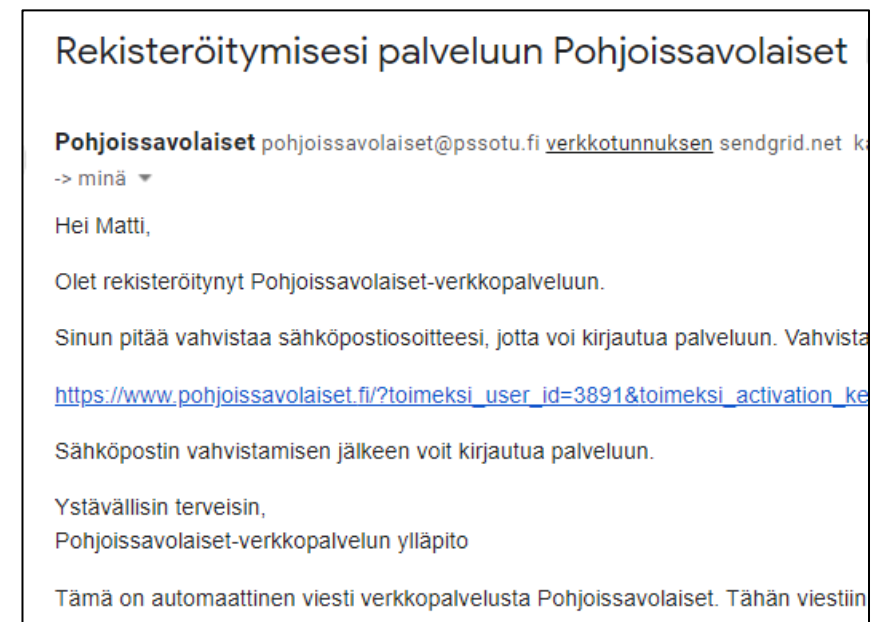 Rekisteröitymisesi palveluun Pohjoissavolaiset
Pohjoissavolaiset pohjoissavolaiset@pssotu.fi verkkotunnuksen sendgrid.net
-> minä
Hei Matti,
Olet rekisteröitynyt Pohjoissavolaiset-verkkopalveluun.
Sinun pitää vahvistaa sähköpostiosoitteesi, jotta voi kirjautua palveluun. Vahvista
https://www.pohjoissavolaiset.fi/?toimeksi_user_id=3891&toimeksi_activation_ke
Sähköpostin vahvistamisen jälkeen voit kirjautua palveluun.
Ystävällisin terveisin,
Pohjoissavolaiset-verkkopalvelun ylläpito
Tämä on automaattinen viesti verkkopalvelusta Pohjoissavolaiset. Tähän viestiin